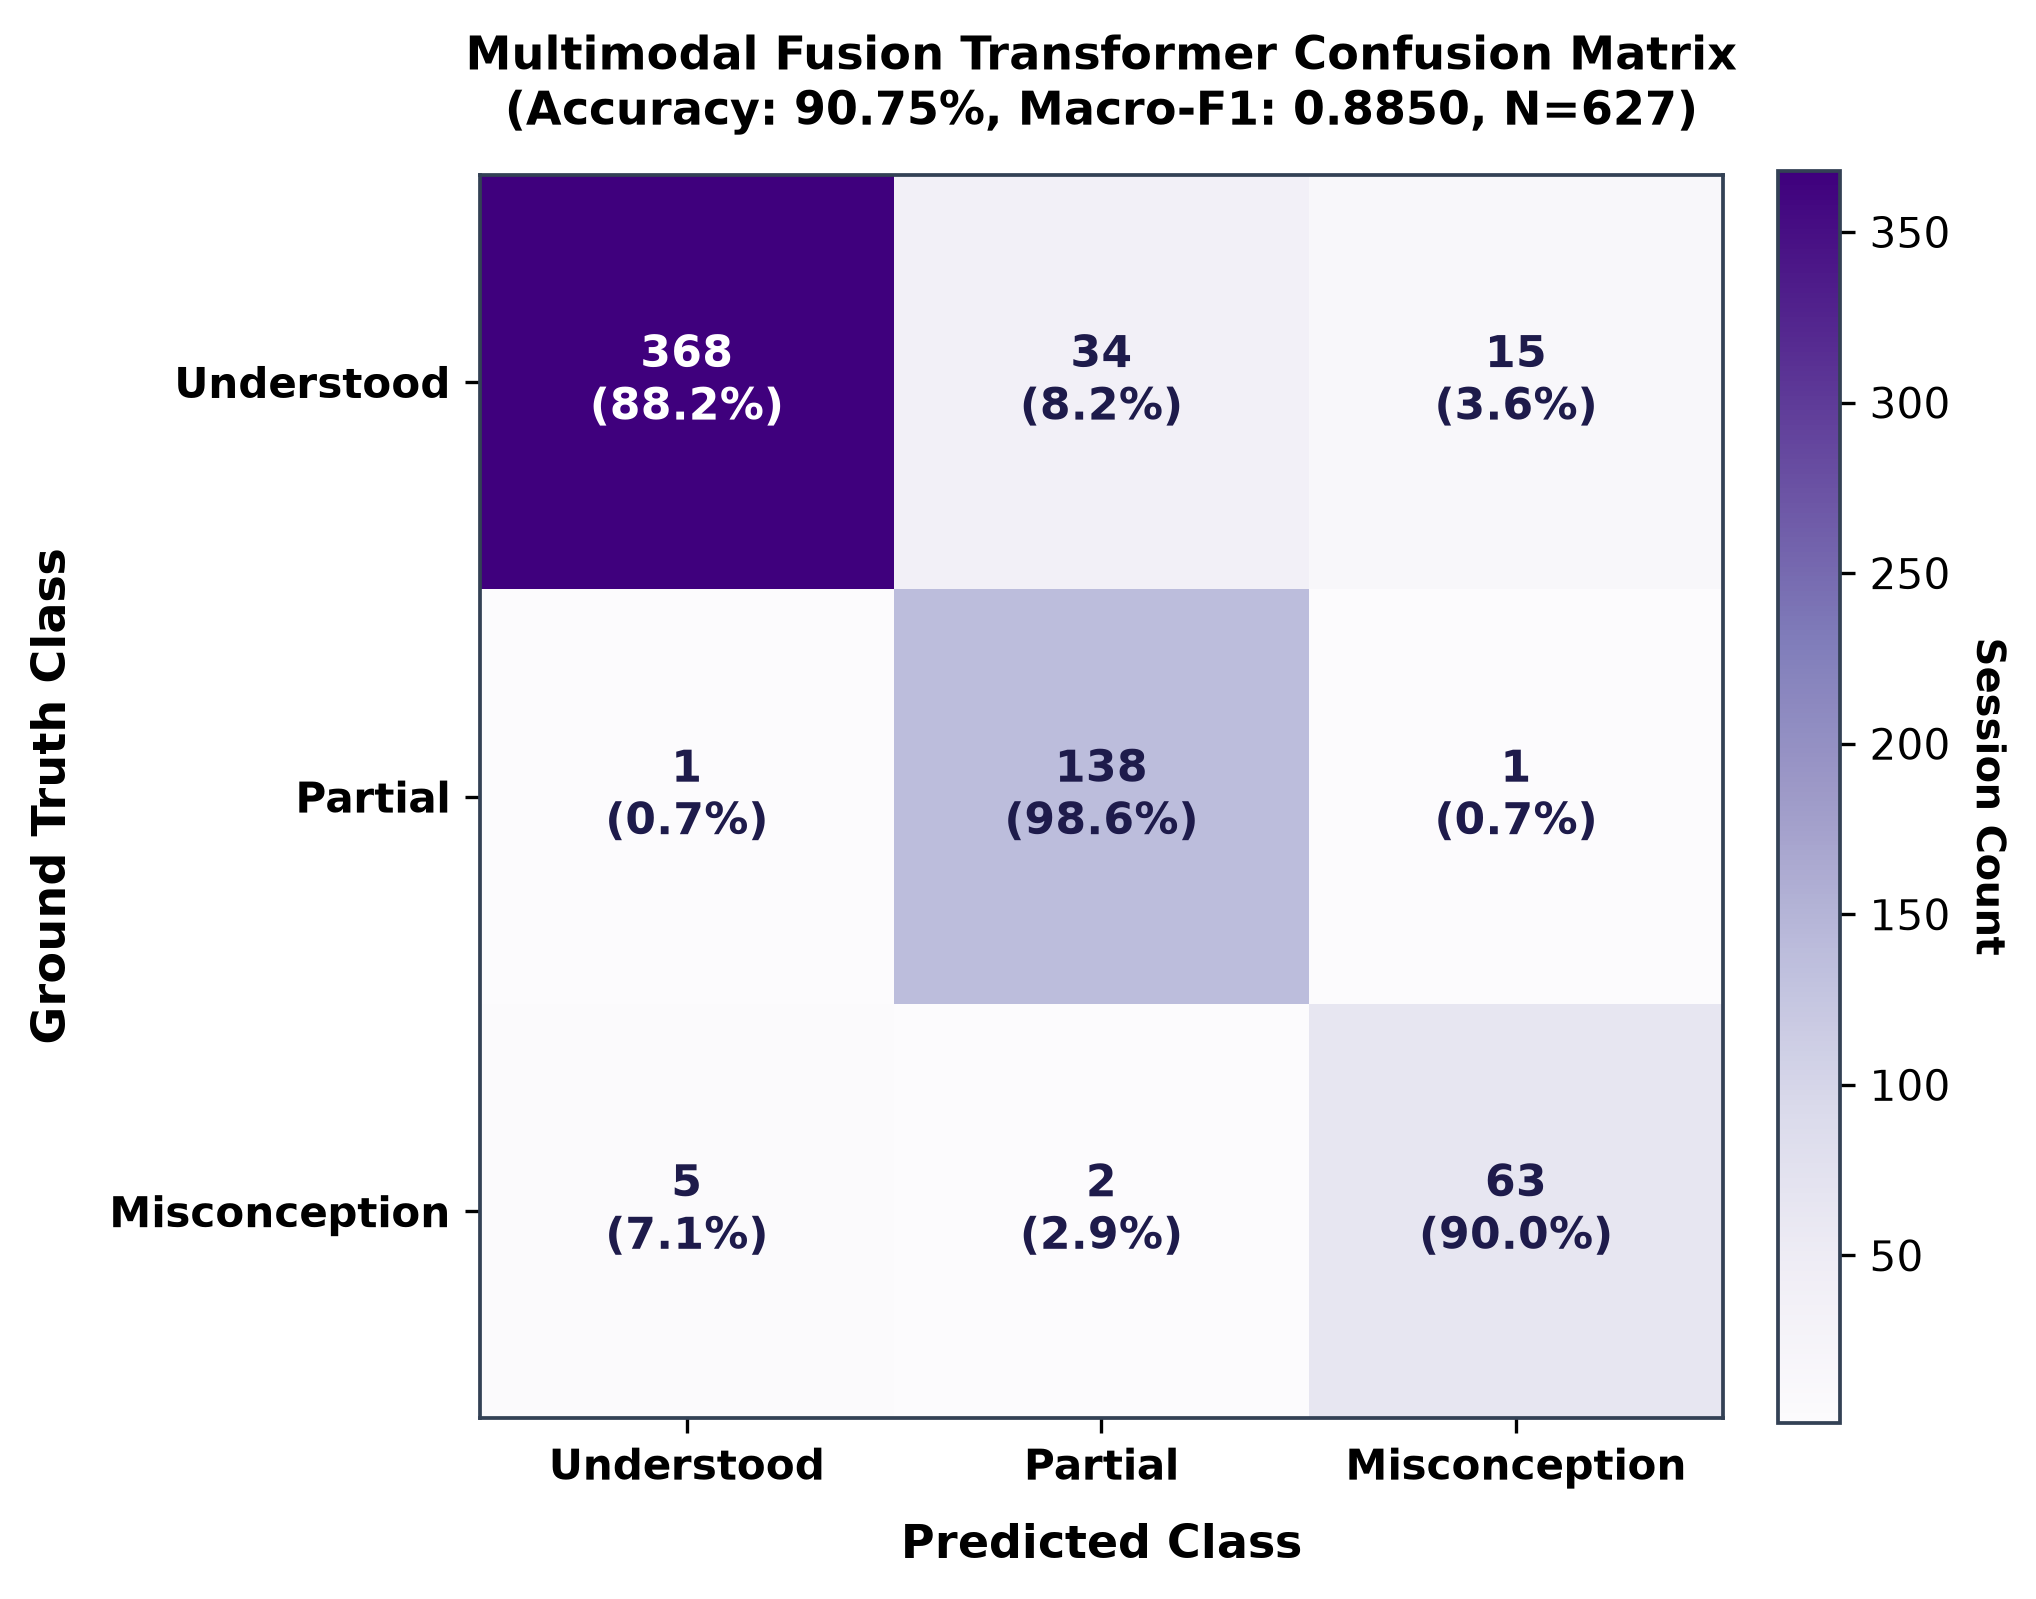 Multimodal Fusion Transformer Confusion Matrix
(Accuracy: 90.75%, Macro-F1: 0.8850, N=627)
Ground Truth Class
Understood
368
(88.2%)
34
(8.2%)
15
(3.6%)
Partial
1
(0.7%)
138
(98.6%)
1
(0.7%)
Misconception
5
(7.1%)
2
(2.9%)
63
(90.0%)
Understood
Partial
Misconception
Predicted Class
350
300
250
200
150
100
50
Session Count